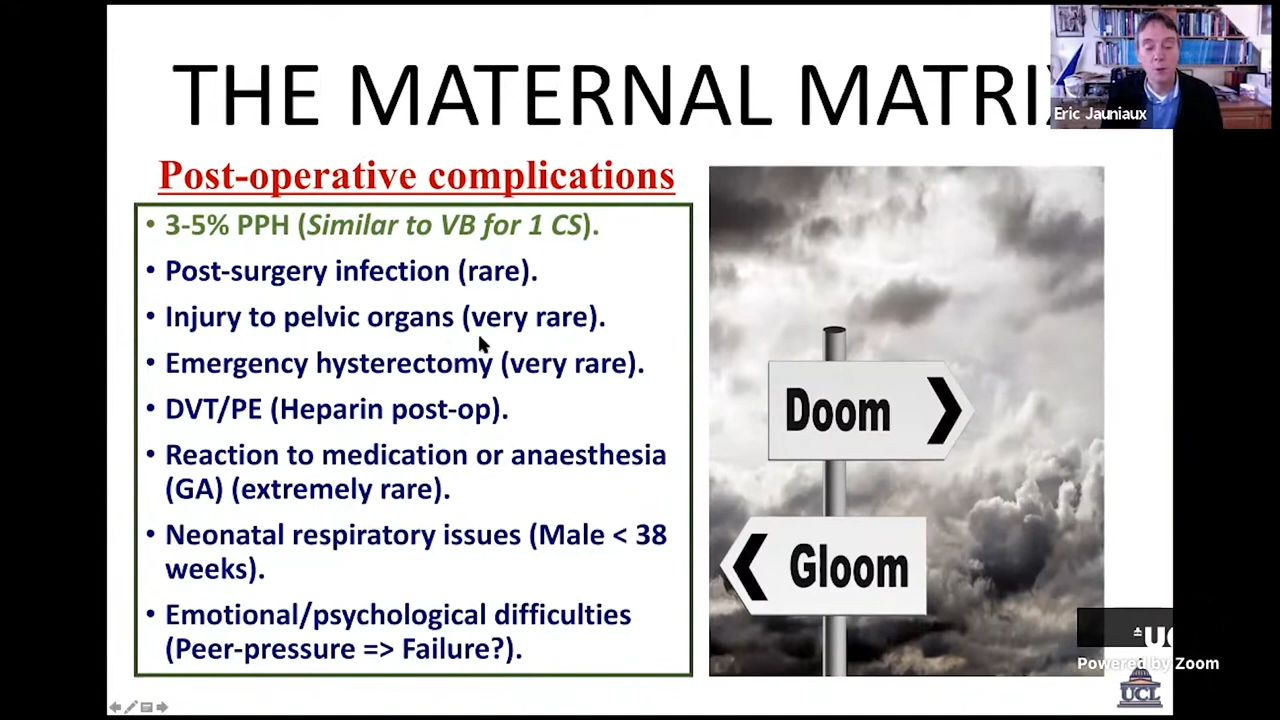 THE MATERNAL MATRI
Eric Jauniaux
Post-operative complications
• 3-5% PPH (Similar to VB for 1 CS).
• Post-surgery infection (rare).
• Injury to pelvic organs (very rare).
• Emergency hysterectomy (very rare).
• DVT/PE (Heparin post-op).
• Reaction to medication or anaesthesia
(GA) (extremely rare).
• Neonatal respiratory issues (Male < 38
weeks).
• Emotional/psychological difficulties
(Peer-pressure => Failure?).
Doom
Gloom
Powered by Zoom
UCL